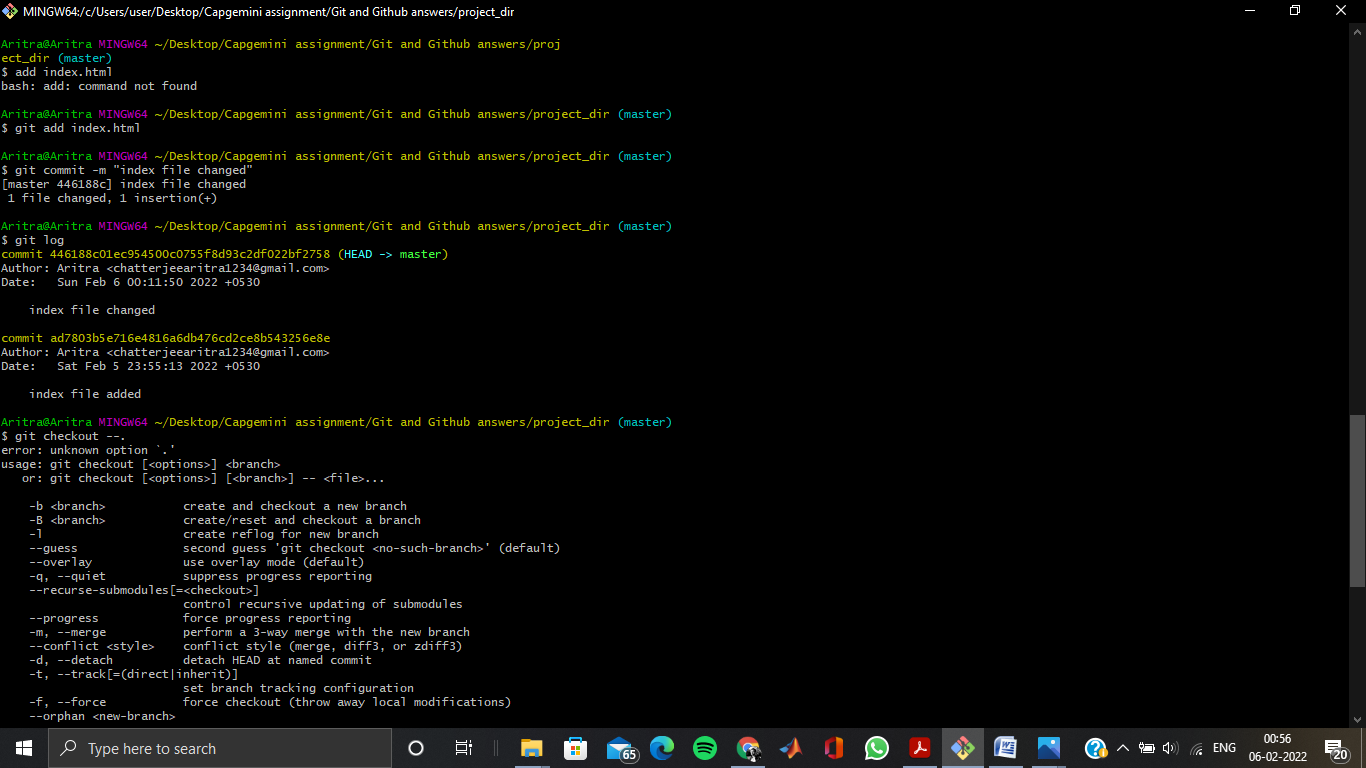 MINGW64:/c/Users/user/Desktop/Capgemini assignment/Git and Github answers/project_dir
Aritra@Aritra MINGW64 ~/Desktop/Capgemini assignment/Git and Github answers/proj
ect_dir (master)
$ add index.html
bash: add: command not found
Aritra@Aritra MINGW64 ~/Desktop/Capgemini assignment/Git and Github answers/project_dir (master)
$ git add index.html
Aritra@Aritra MINGW64 ~/Desktop/Capgemini assignment/Git and Github answers/project_dir (master)
$ git commit -m "index file changed"
[master 446188c] index file changed
 1 file changed, 1 insertion(+)
Aritra@Aritra MINGW64 ~/Desktop/Capgemini assignment/Git and Github answers/project_dir (master)
$ git log
commit 446188c01ec954500c0755f8d93c2df022bf2758 (HEAD -> master)
Author: Aritra <chatterjeearitra1234@gmail.com>
Date:   Sun Feb 6 00:11:50 2022 +0530
    index file changed
commit ad7803b5e716e4816a6db476cd2ce8b543256e8e
Author: Aritra <chatterjeearitra1234@gmail.com>
Date:   Sat Feb 5 23:55:13 2022 +0530
    index file added
Aritra@Aritra MINGW64 ~/Desktop/Capgemini assignment/Git and Github answers/project_dir (master)
$ git checkout --.
error: unknown option `.'
usage: git checkout [<options>] <branch>
   or: git checkout [<options>] [<branch>] -- <file>...
    -b <branch>           create and checkout a new branch
    -B <branch>           create/reset and checkout a branch
    -l                    create reflog for new branch
    --guess               second guess 'git checkout <no-such-branch>' (default)
    --overlay             use overlay mode (default)
    -q, --quiet           suppress progress reporting
    --recurse-submodules[=<checkout>]
                          control recursive updating of submodules
    --progress            force progress reporting
    -m, --merge           perform a 3-way merge with the new branch
    --conflict <style>    conflict style (merge, diff3, or zdiff3)
    -d, --detach          detach HEAD at named commit
    -t, --track[=(direct|inherit)]
                          set branch tracking configuration
    -f, --force           force checkout (throw away local modifications)
    --orphan <new-branch>
Type here to search
65
ENG
00:56
06-02-2022
20